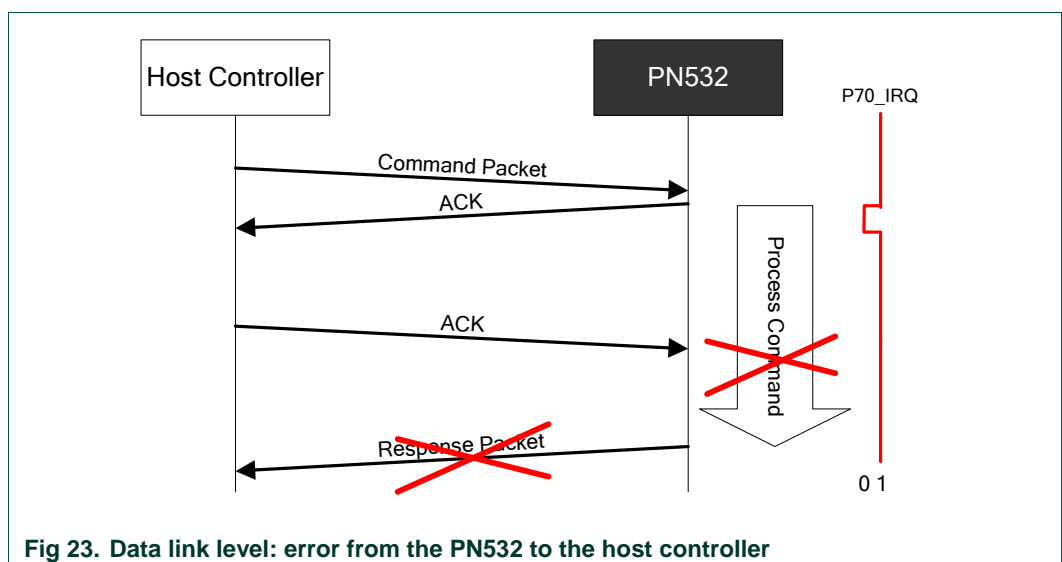 Host Controller
PN532
P70_IRQ
Command Packet
ACK
Process Command
ACK
Response Packet
0 1
Fig 23. Data link level: error from the PN532 to the host controller